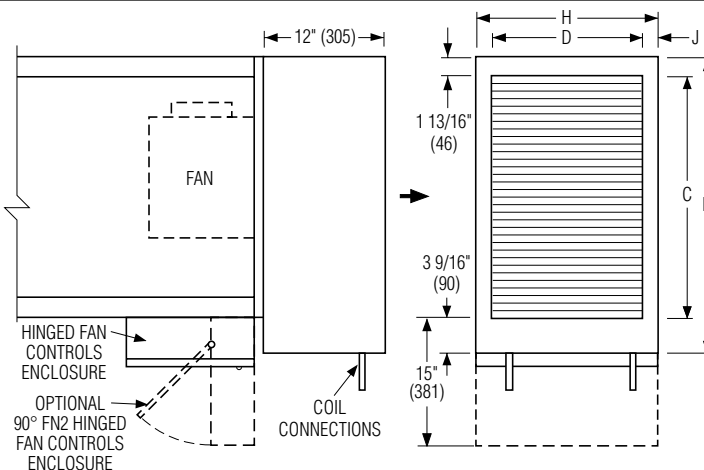 12" (305)
H
D
J
1 13/16"
(46)
FAN
C
3 9/16"
(90)
HINGED FAN
CONTROLS
ENCLOSURE
15"
(381)
OPTIONAL
90° FN2 HINGED
FAN CONTROLS
ENCLOSURE
COIL
CONNECTIONS